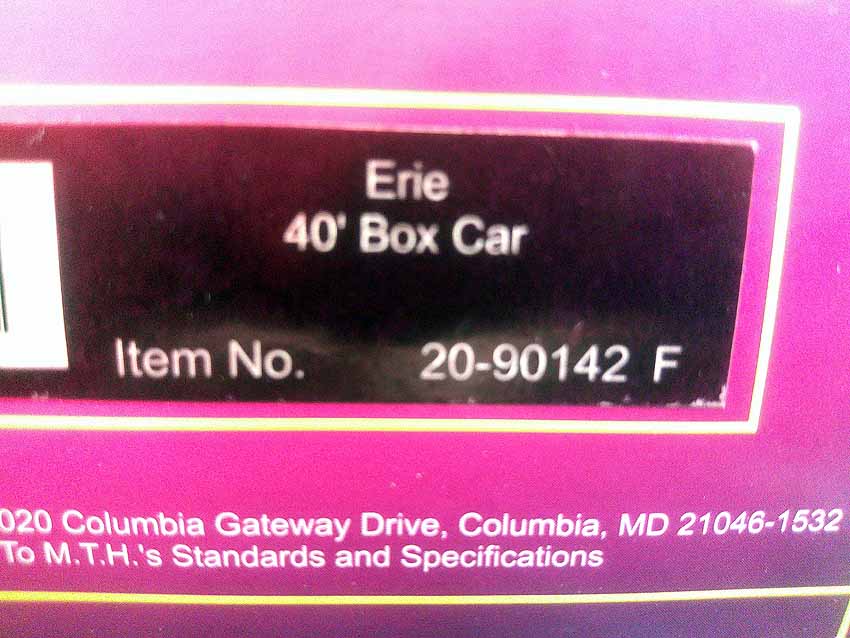 Erie
40' Box Car
Item No. 20-90142 F
020 Columbia Gateway Drive, Columbia, MD 21046-1532
To M.T.H.'s Standards and Specifications